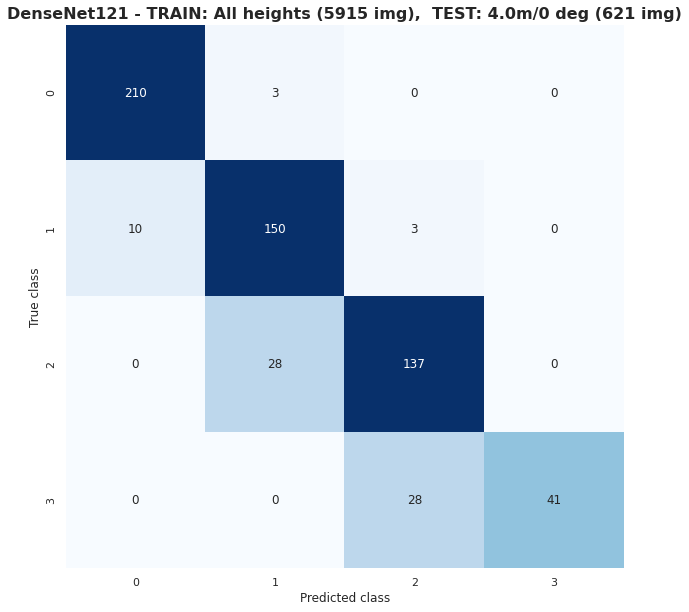 DenseNet121 - TRAIN: All heights (5915 img),  TEST: 4.0m/0 deg (621 img)
0 210 3 0 0
1 10 150 3 0
True class
2 0 28 137 0
3 0 0 28 41
0 1 2 3
Predicted class